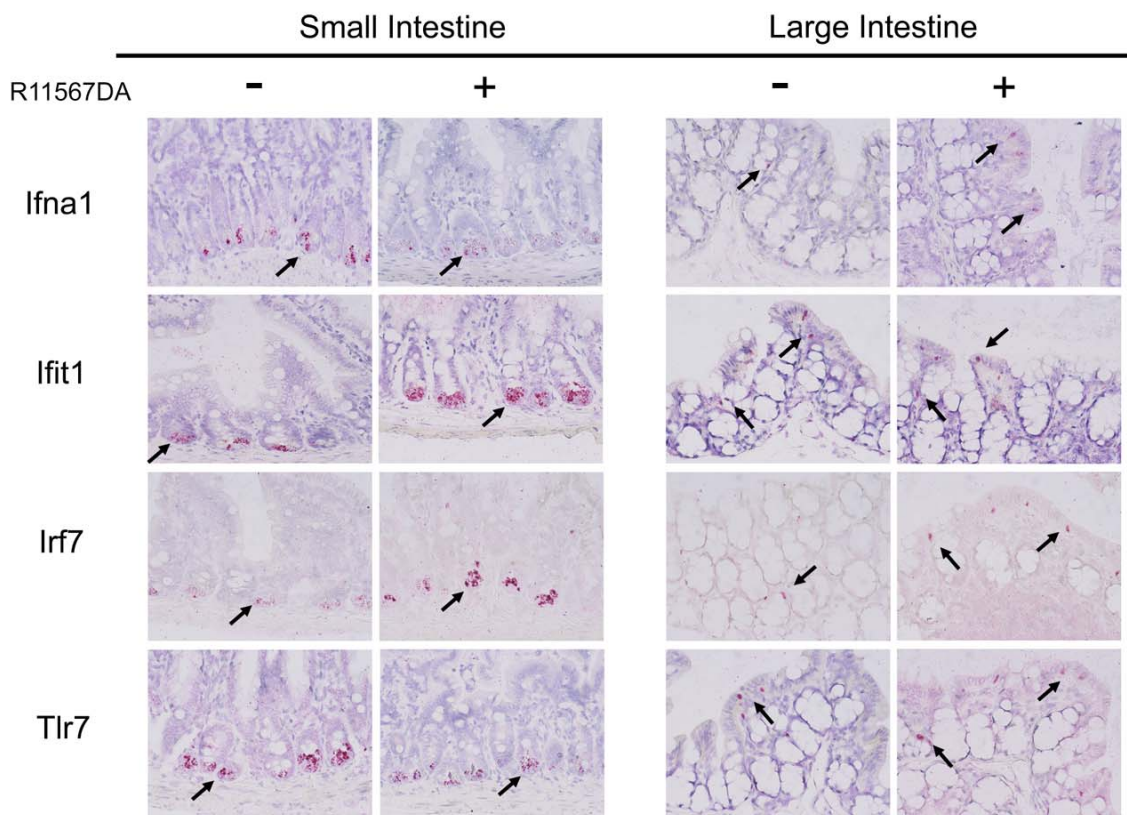 Small Intestine Large Intestine
R11567DA - + - +
Ifna1
Ifit1
Irf7
Tlr7